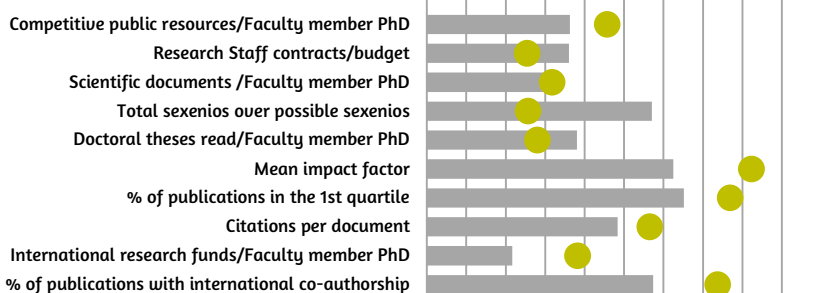 Competitive public resources/Faculty member PhD
Research Staff contracts/budget
Scientific documents /Faculty member PhD
Total sexenios over possible sexenios
Doctoral theses read/Faculty member PhD
Mean impact factor
% of publications in the 1st quartile
Citations per document
International research funds/Faculty member PhD
% of publications with international co-authorship